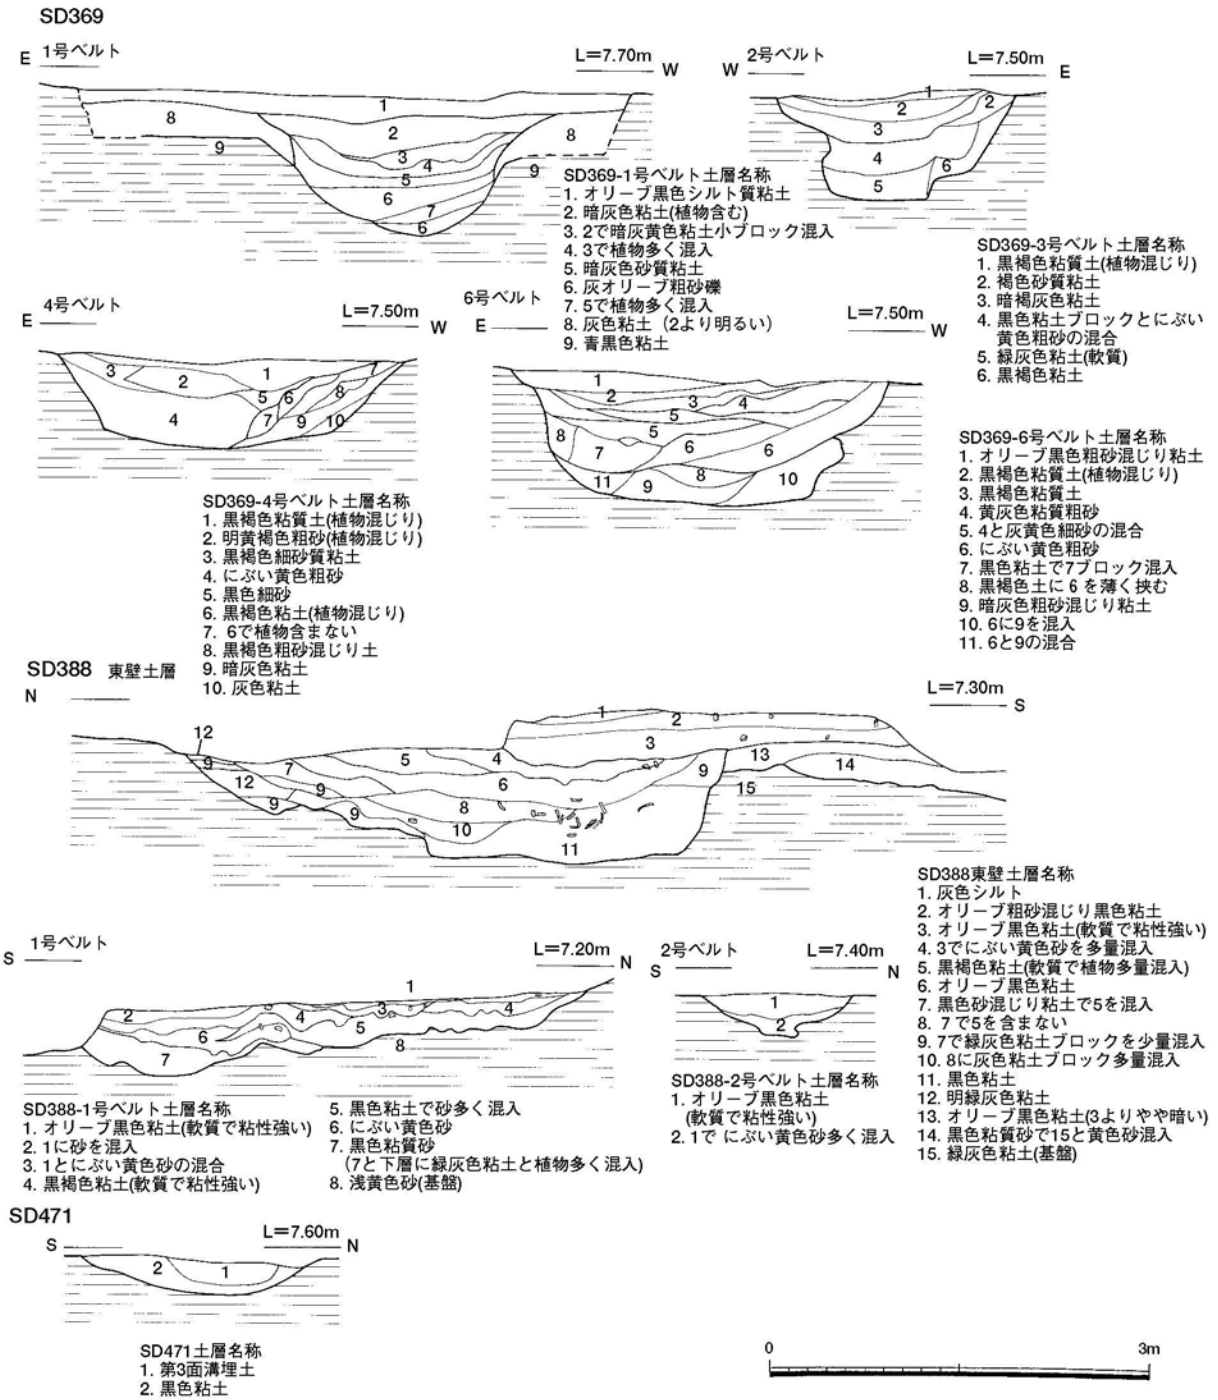 SD369
E 1号ベルト L=7.70m W
1
8 2 8
9 3 4 9
5
6
7
6
W 2号ベルト L=7.50m E
1
2 2
3
4
6
5
SD369-1号ベルト土層名称
1. オリーブ黒色シルト質粘土
2. 暗灰色粘土(植物含む)
3. 2で暗灰黄色粘土小ブロック混入
4. 3で植物多く混入
5. 暗灰色砂質粘土
6. 灰オリーブ粗砂礫
7. 5で植物多く混入
8. 灰色粘土(2より明るい)
9. 青黒色粘土
SD369-3号ベルト土層名称
1. 黒褐色粘質土(植物混じり)
2. 褐色砂質粘土
3. 暗褐灰色粘土
4. 黒色粘土ブロックとにぶい
黄色粗砂の混合
5. 緑灰色粘土(軟質)
6. 黒褐色粘土
E 4号ベルト L=7.50m W
3 2 1 7
5 6 8
4 7 9 10
6号ベルト
E L=7.50m W
1
2 3 4
5
8 5 6 6
7 8 10
11 9
SD369-4号ベルト土層名称
1. 黒褐色粘質土(植物混じり)
2. 明黄褐色粗砂(植物混じり)
3. 黒褐色細砂質粘土
4. にぶい黄色粗砂
5. 黒色細砂
6. 黒褐色粘土(植物混じり)
7. 6で植物含まない
8. 黒褐色粗砂混じり土
9. 暗灰色粘土
10. 灰色粘土
SD369-6号ベルト土層名称
1. オリーブ黒色粗砂混じり粘土
2. 黒褐色粘質土(植物混じり)
3. 黒褐色粘質土
4. 黄灰色粘質粗砂
5. 4と灰黄色細砂の混合
6. にぶい黄色粗砂
7. 黒色粘土で7ブロック混入
8. 黒褐色土に6を薄く挟む
9. 暗灰色粗砂混じり粘土
10. 6に9を混入
11. 6と9の混合
SD388 東壁土層
N L=7.30m S
1 2
12 3
9 7 5 4 13
12 9 6 9 14
9 9 8 15
10
11
SD388東壁土層名称
1. 灰色シルト
2. オリーブ粗砂混じり黒色粘土
3. オリーブ黒色粘土(軟質で粘性強い)
4. 3でにぶい黄色砂を多量混入
5. 黒褐色粘土(軟質で植物多量混入)
6. オリーブ黒色粘土
7. 黒色砂混じり粘土で5を混入
8. 7で5を含まない
9. 7で緑灰色粘土ブロックを少量混入
10. 8に灰色粘土ブロック多量混入
11. 黒色粘土
12. 明緑灰色粘土
13. オリーブ黒色粘土(3よりやや暗い)
14. 黒色粘質砂で15と黄色砂混入
15. 緑灰色粘土(基盤)
S 1号ベルト L=7.20m N
1
2 4 3 4
6 5
7 8
2号ベルト
S L=7.40m N
1
2
SD388-1号ベルト土層名称
1. オリーブ黒色粘土(軟質で粘性強い)
2. 1に砂を混入
3. 1とにぶい黄色砂の混合
4. 黒褐色粘土(軟質で粘性強い)
5. 黒色粘土で砂多く混入
6. にぶい黄色砂
7. 黒色粘質砂
(7と下層に緑灰色粘土と植物多く混入)
8. 浅黄色砂(基盤)
SD388-2号ベルト土層名称
1. オリーブ黒色粘土
(軟質で粘性強い)
2. 1で にぶい黄色砂多く混入
SD471
S L=7.60m N
2 1
SD471土層名称
1. 第3面溝埋土
2. 黒色粘土
0 3m